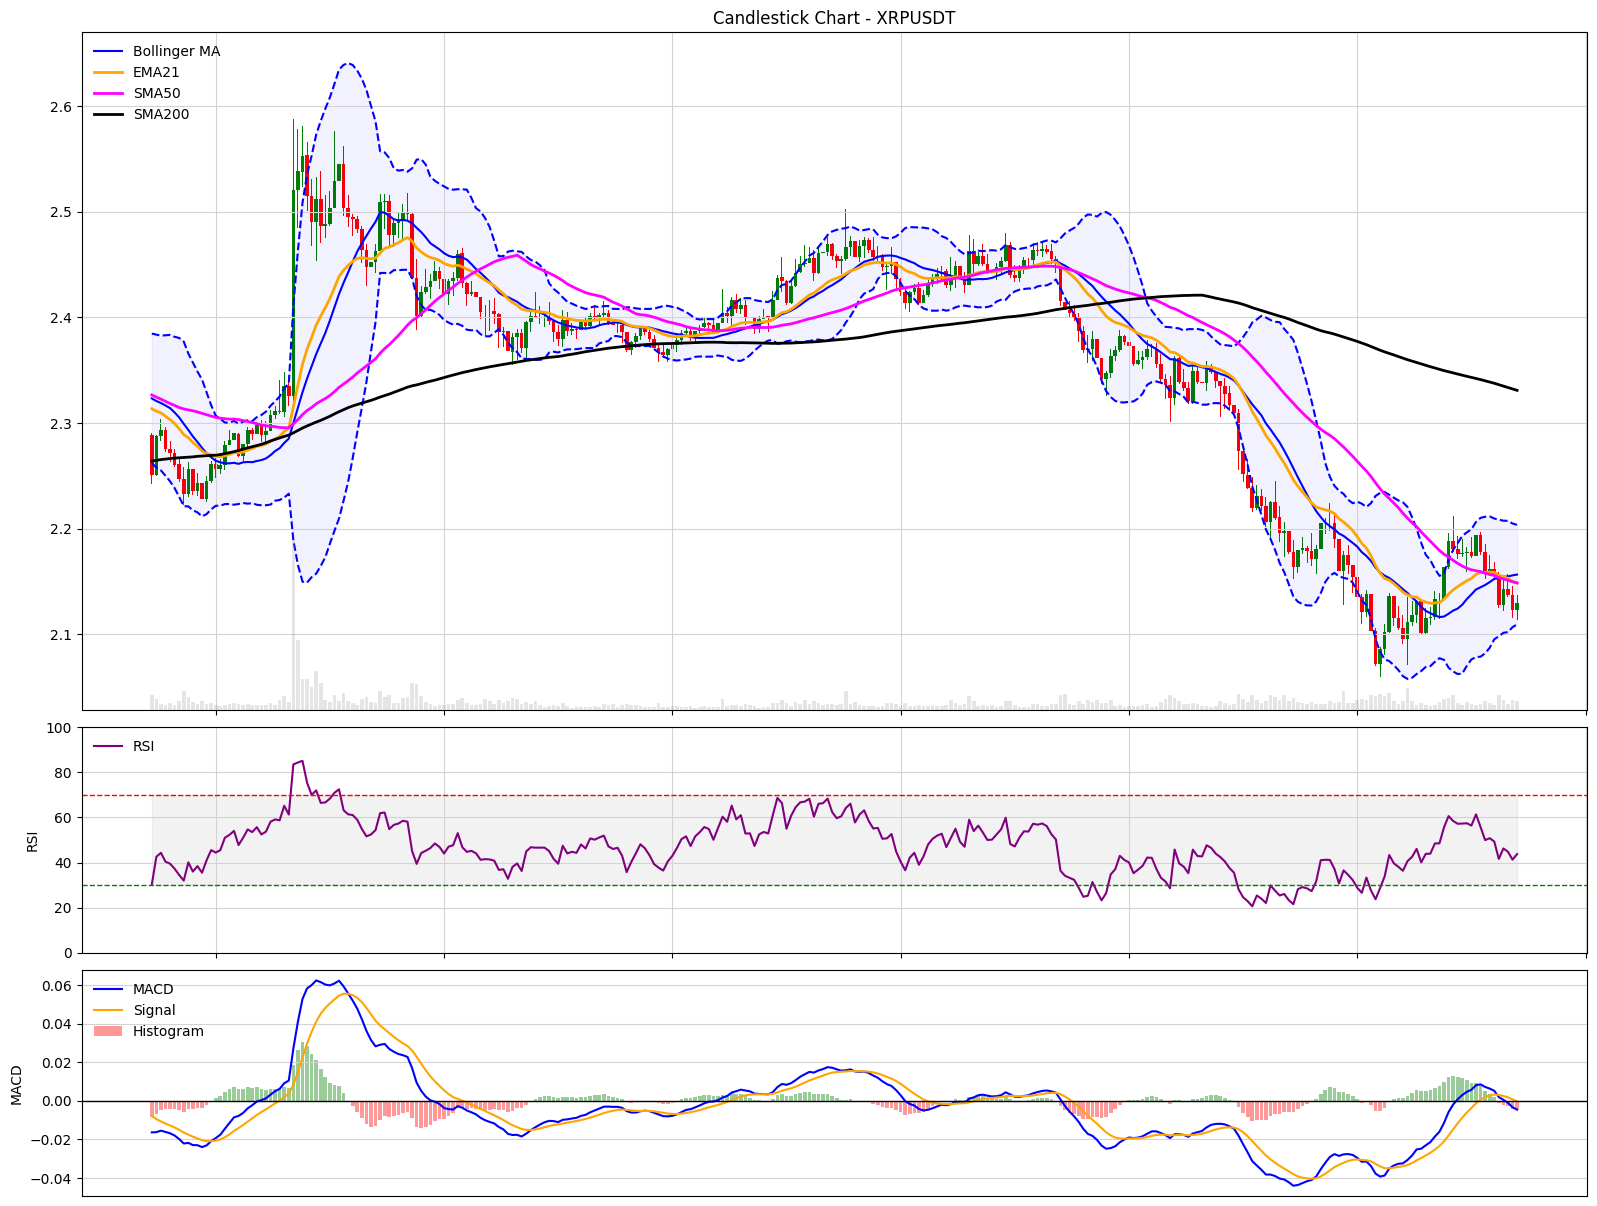 Candlestick Chart - XRPUSDT
Bollinger MA
EMA21
SMA50
SMA200
2.6
2.5
2.4
2.3
2.2
2.1
RSI
100
80
60
40
20
0
RSI
MACD
Signal
Histogram
0.06
0.04
0.02
0.00
−0.02
−0.04
MACD